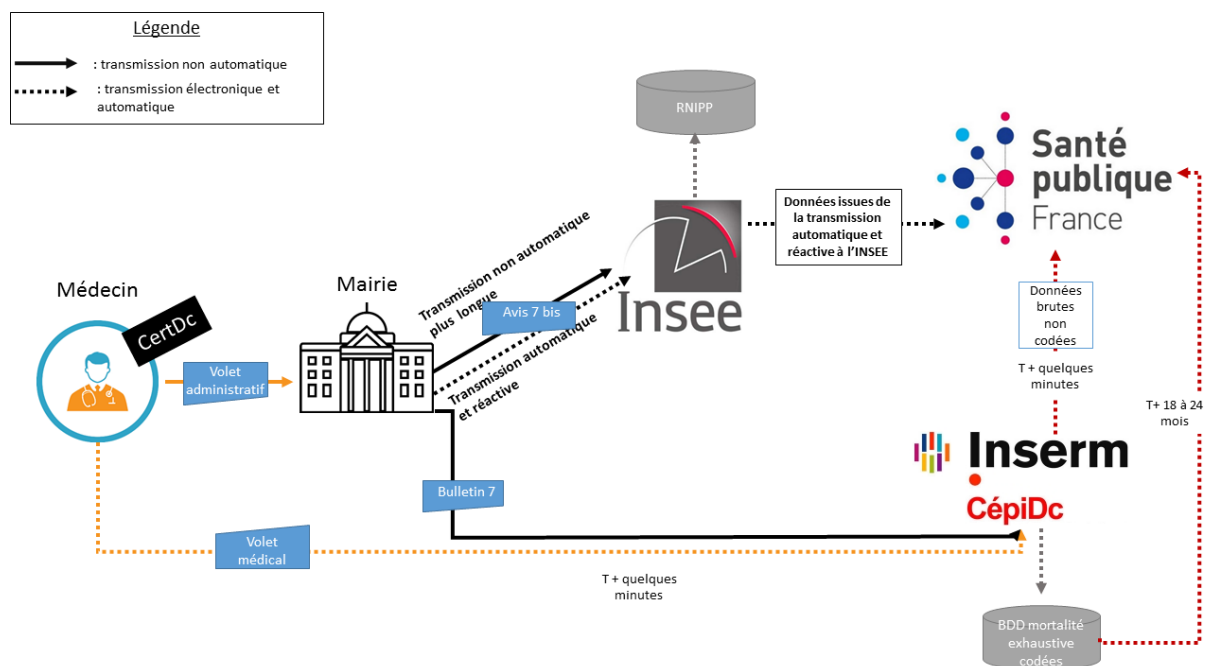 Légende
: transmission non automatique
: transmission électronique et
automatique
RNIPP
Santé
publique
France
Données issues de
la transmission
automatique et
réactive à l'INSEE
Insee
Transmission non automatique
plus longue
Avis 7 bis
Transmission automatique
et réactive
Médecin
CertDc
Mairie
Volet
administratif
Données
brutes
non
codées
T + quelques
minutes
T+ 18 à 24
mois
Inserm
CépiDc
Bulletin 7
Volet
médical
T + quelques
minutes
BDD mortalité
exhaustive
codées